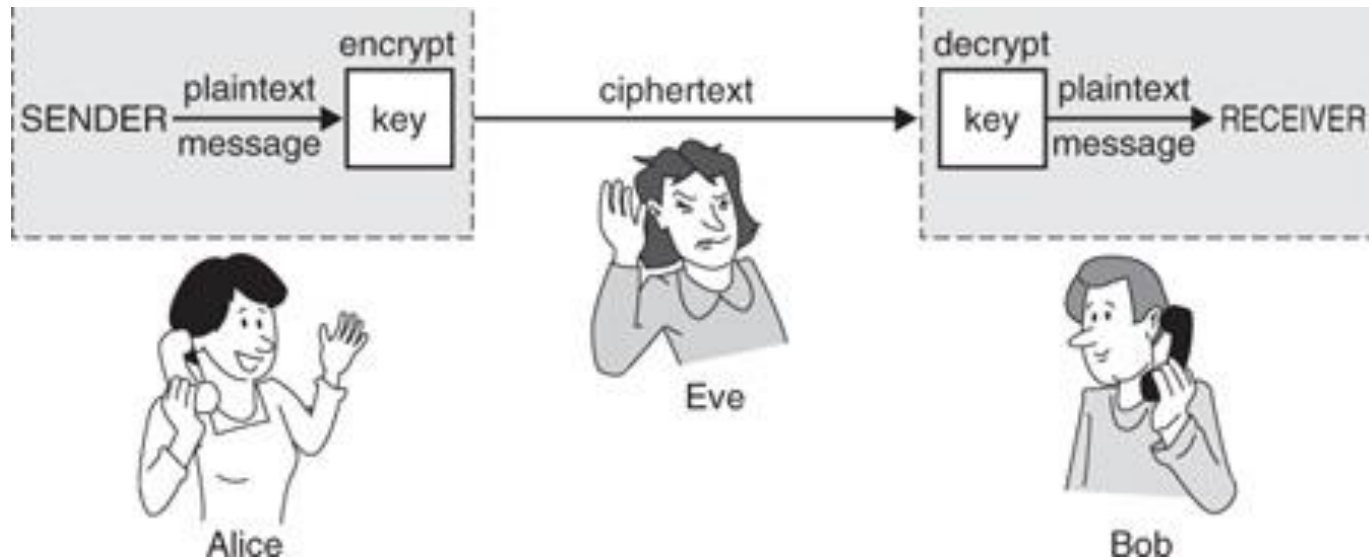 encrypt
decrypt
plaintext
ciphertext
plaintext
SENDER
key
key
RECEIVER
message
message
Eve
Alice
Bob